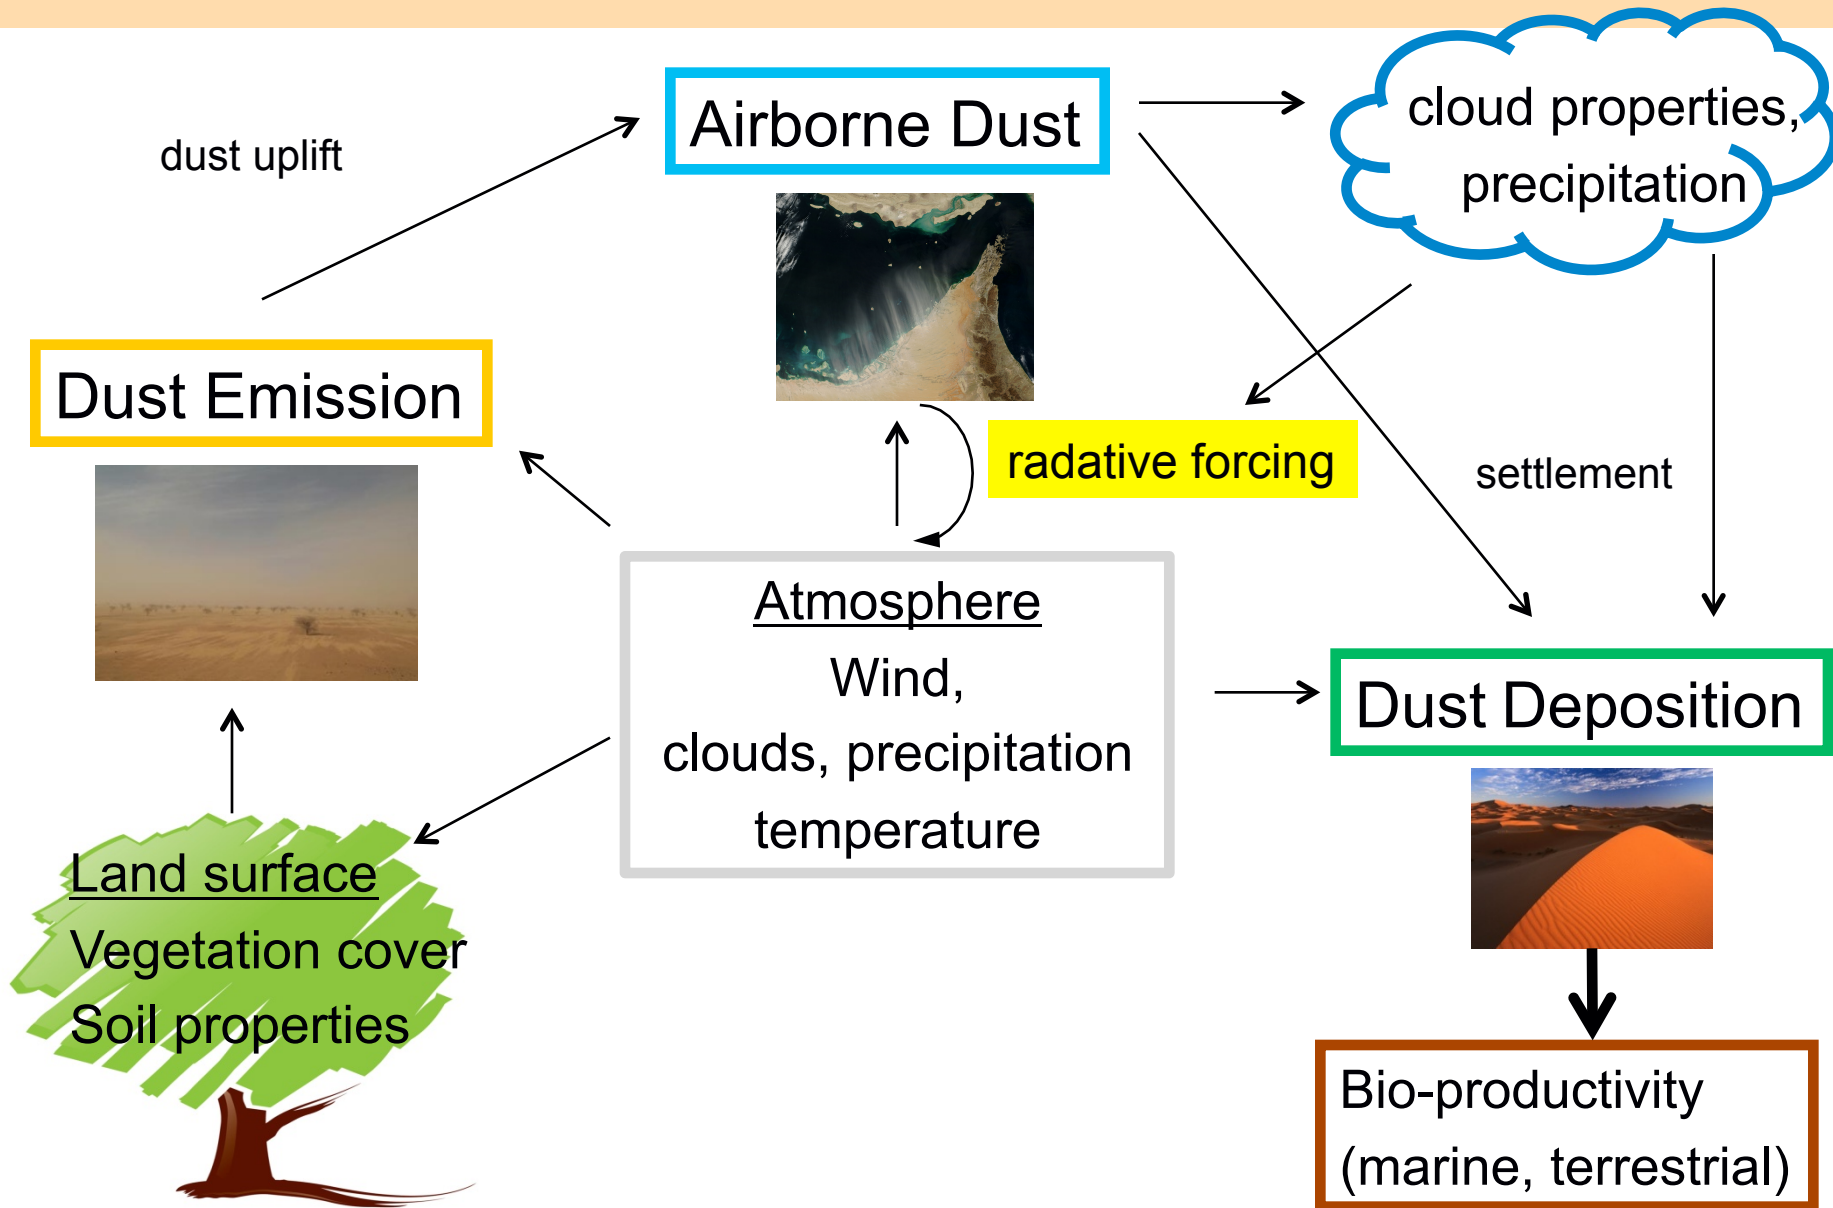 Airborne Dust
cloud properties,
precipitation
dust uplift
Dust Emission
radative forcing
settlement
Atmosphere
Wind,
clouds, precipitation
temperature
Dust Deposition
Land surface
Vegetation cover
Soil properties
Bio-productivity
(marine, terrestrial)